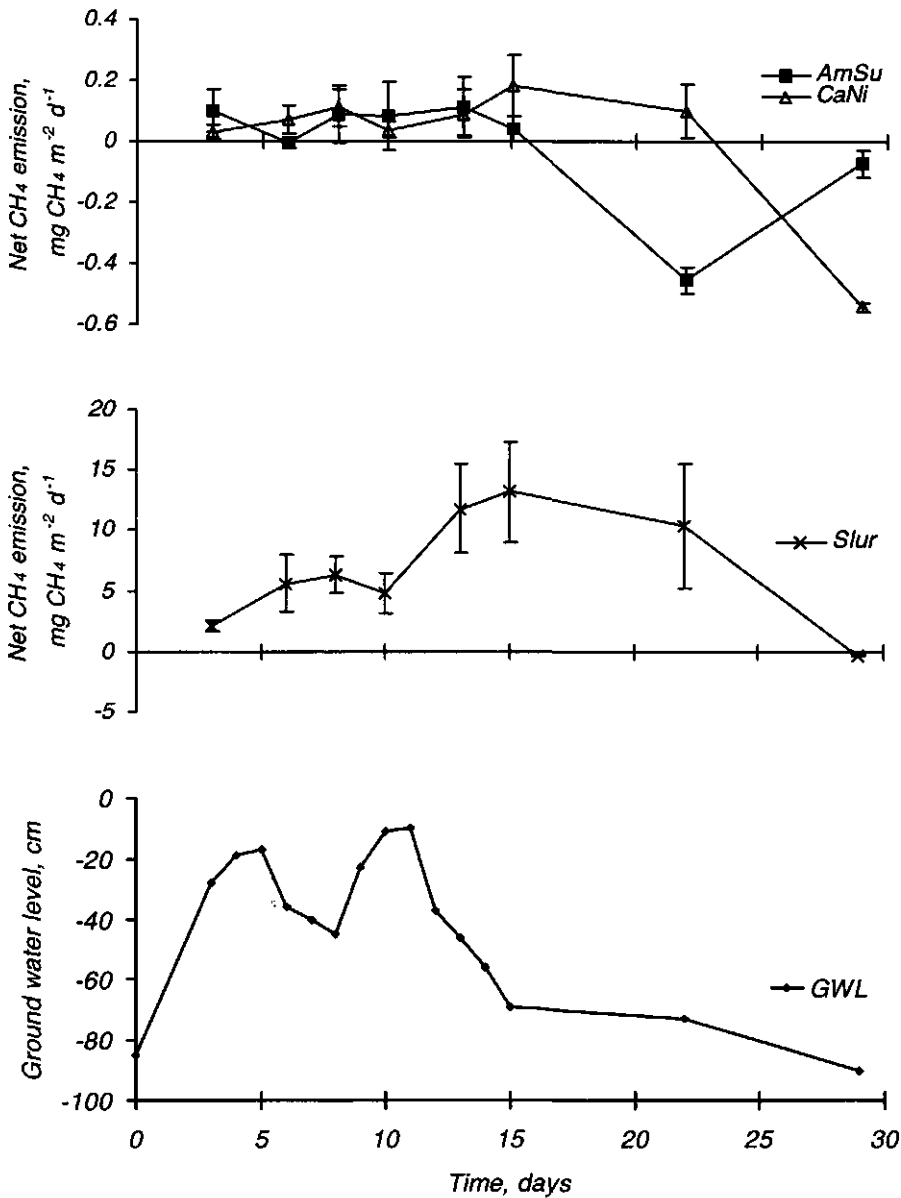 0.4
0.2
0
-0.2
-0.4
-0.6
Net CH₄ emission,
mg CH₄ m⁻² d⁻¹
AmSu
CaNi
20
15
10
5
0
-5
Net CH₄ emission,
mg CH₄ m⁻² d⁻¹
Slur
0
-20
-40
-60
-80
-100
Ground water level, cm
GWL
0 5 10 15 20 25 30
Time, days